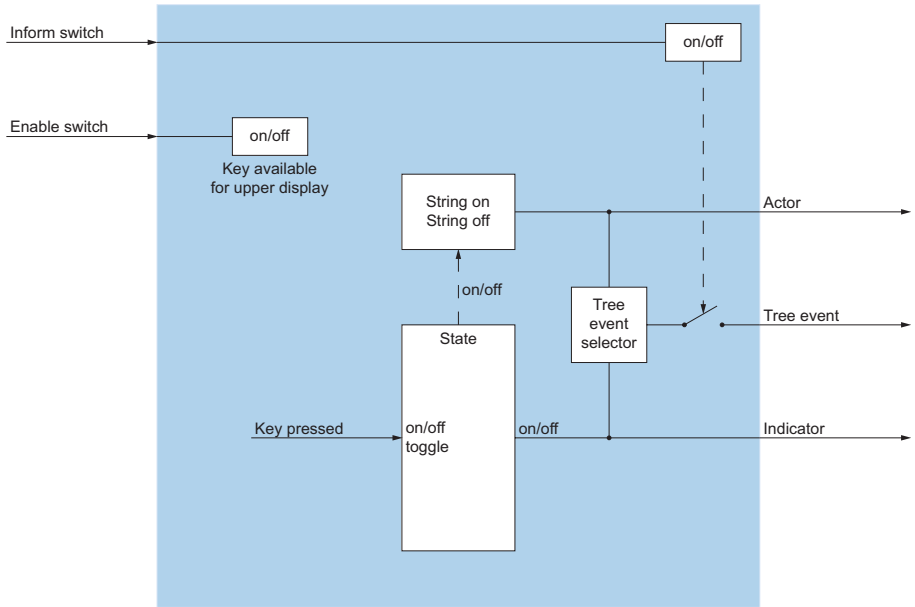 Inform switch
on/off
Enable switch
on/off
Key available
for upper display
String on
String off
Actor
on/off
Tree
event
selector
Tree event
State
Key pressed
on/off
toggle
on/off
Indicator